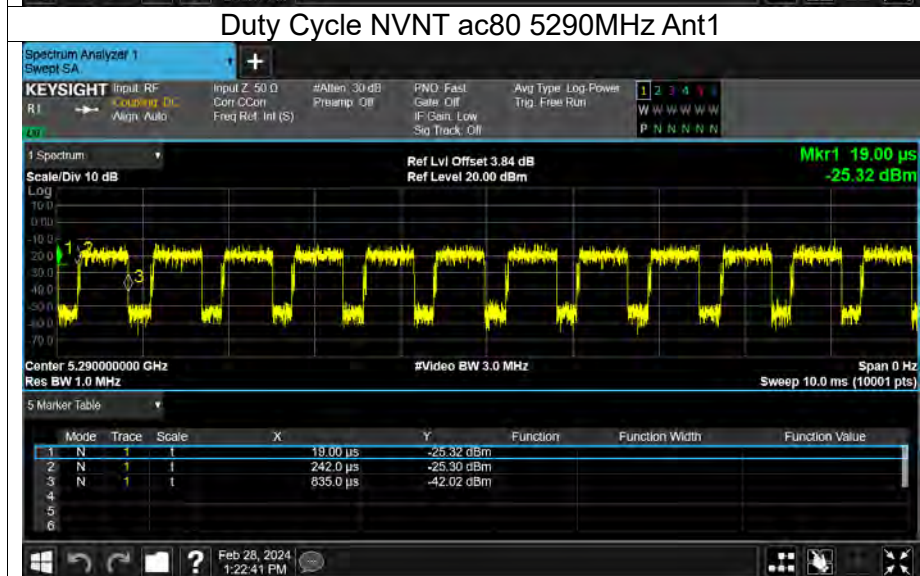 Duty Cycle NVNT ac80 5290MHz Ant1
Spectrum Analyzer 1
Swept SA
+
KEYSIGHT Input: RF Input Z: 50 Ω #Atten: 30 dB PNO: Fast Avg Type: Log-Power 1 2 3 4 5 6
R L Coupling: DC Corr CCorr Preamp: Off Gate: Off Trig: Free Run W W W W W W
Align: Auto Freq Ref: Int (S) IF Gain: Low
Sig Track: Off P N N N N N
1 Spectrum Ref Lvl Offset 3.84 dB Mkr1 19.00 µs
Scale/Div 10 dB Ref Level 20.00 dBm -25.32 dBm
Log
10.0
0.00
-10.0
-20.0
-30.0
-40.0
-50.0
-60.0
-70.0
1 2
3
Center 5.290000000 GHz #Video BW 3.0 MHz Span 0 Hz
Res BW 1.0 MHz Sweep 10.0 ms (10001 pts)
5 Marker Table
Mode Trace Scale X Y Function Function Width Function Value
1 N 1 t 19.00 µs -25.32 dBm
2 N 1 t 242.0 µs -25.30 dBm
3 N 1 t 835.0 µs -42.02 dBm
4
5
6
? Feb 28, 2024
1:22:41 PM